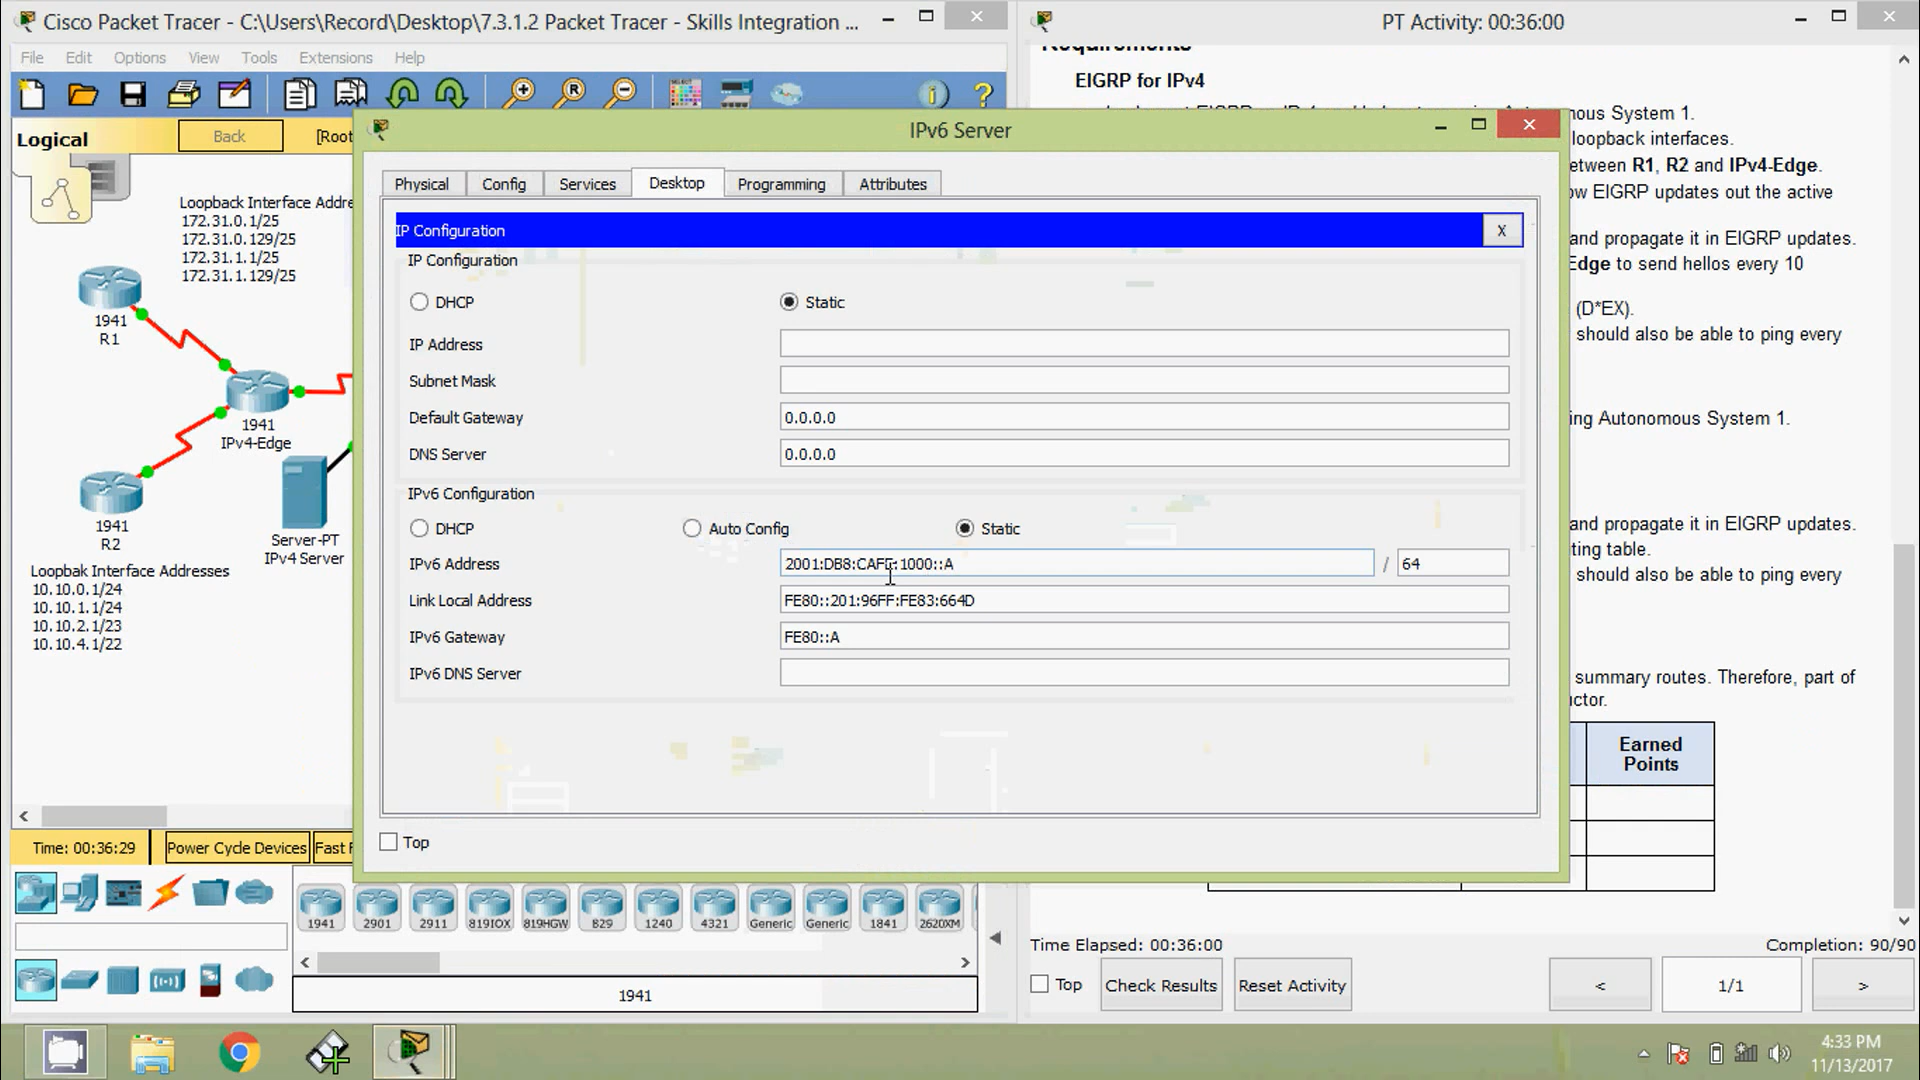 Cisco Packet Tracer - C:\Users\Record\Desktop\7.3.1.2 Packet Tracer - Skills Integration ...
File Edit Options View Tools Extensions Help
Logical
Back
[Root
Loopback Interface Addre
172.31.0.1/25
172.31.0.129/25
172.31.1.1/25
172.31.1.129/25
1941
R1
1941
IPv4-Edge
1941
R2
Server-PT
IPv4 Server
Loopbak Interface Addresses
10.10.0.1/24
10.10.1.1/24
10.10.2.1/23
10.10.4.1/22
Time: 00:36:29
Power Cycle Devices
Fast F
1941 2901 2911 819IOX 819HGW 829 1240 4321 Generic Generic 1841 2620XM
1941
IPv6 Server
Physical Config Services Desktop Programming Attributes
IP Configuration
X
IP Configuration
DHCP
Static
IP Address
Subnet Mask
Default Gateway 0.0.0.0
DNS Server 0.0.0.0
IPv6 Configuration
DHCP
Auto Config
Static
IPv6 Address 2001:DB8:CAFE:1000::A / 64
Link Local Address FE80::201:96FF:FE83:664D
IPv6 Gateway FE80::A
IPv6 DNS Server
Top
PT Activity: 00:36:00
Requirements
EIGRP for IPv4
ous System 1.
loopback interfaces.
etween R1, R2 and IPv4-Edge.
ow EIGRP updates out the active
and propagate it in EIGRP updates.
Edge to send hellos every 10
(D*EX).
should also be able to ping every
ing Autonomous System 1.
and propagate it in EIGRP updates.
ting table.
should also be able to ping every
summary routes. Therefore, part of
uctor.
Earned
Points
Time Elapsed: 00:36:00
Completion: 90/90
Top
Check Results
Reset Activity
<
1/1
>
4:33 PM
11/13/2017